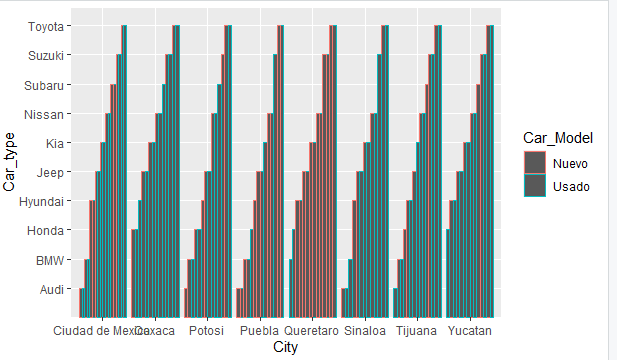 Toyota
Suzuki
Subaru
Nissan
Kia
Jeep
Hyundai
Honda
BMW
Audi
Car_type
Ciudad de Mexico Oaxaca Potosi Puebla Queretaro Sinaloa Tijuana Yucatan
City
Car_Model
Nuevo
Usado